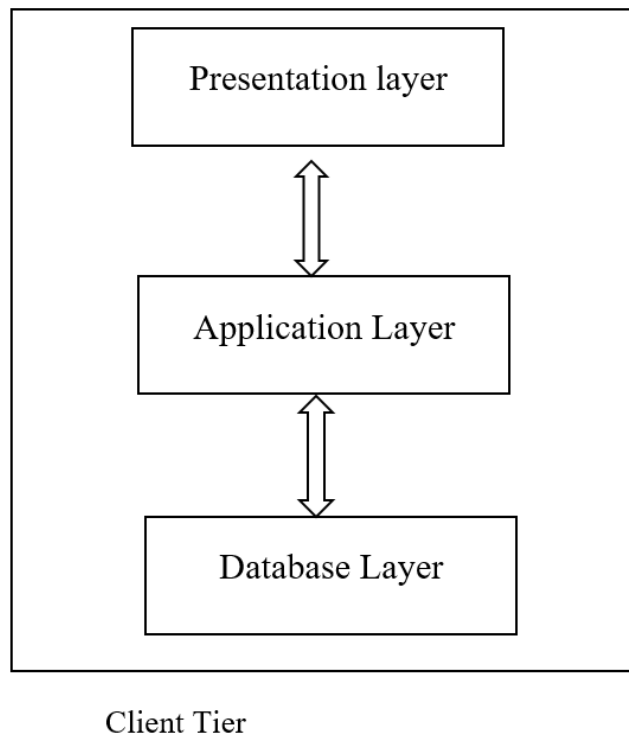 Presentation layer
Application Layer
Database Layer
Client Tier